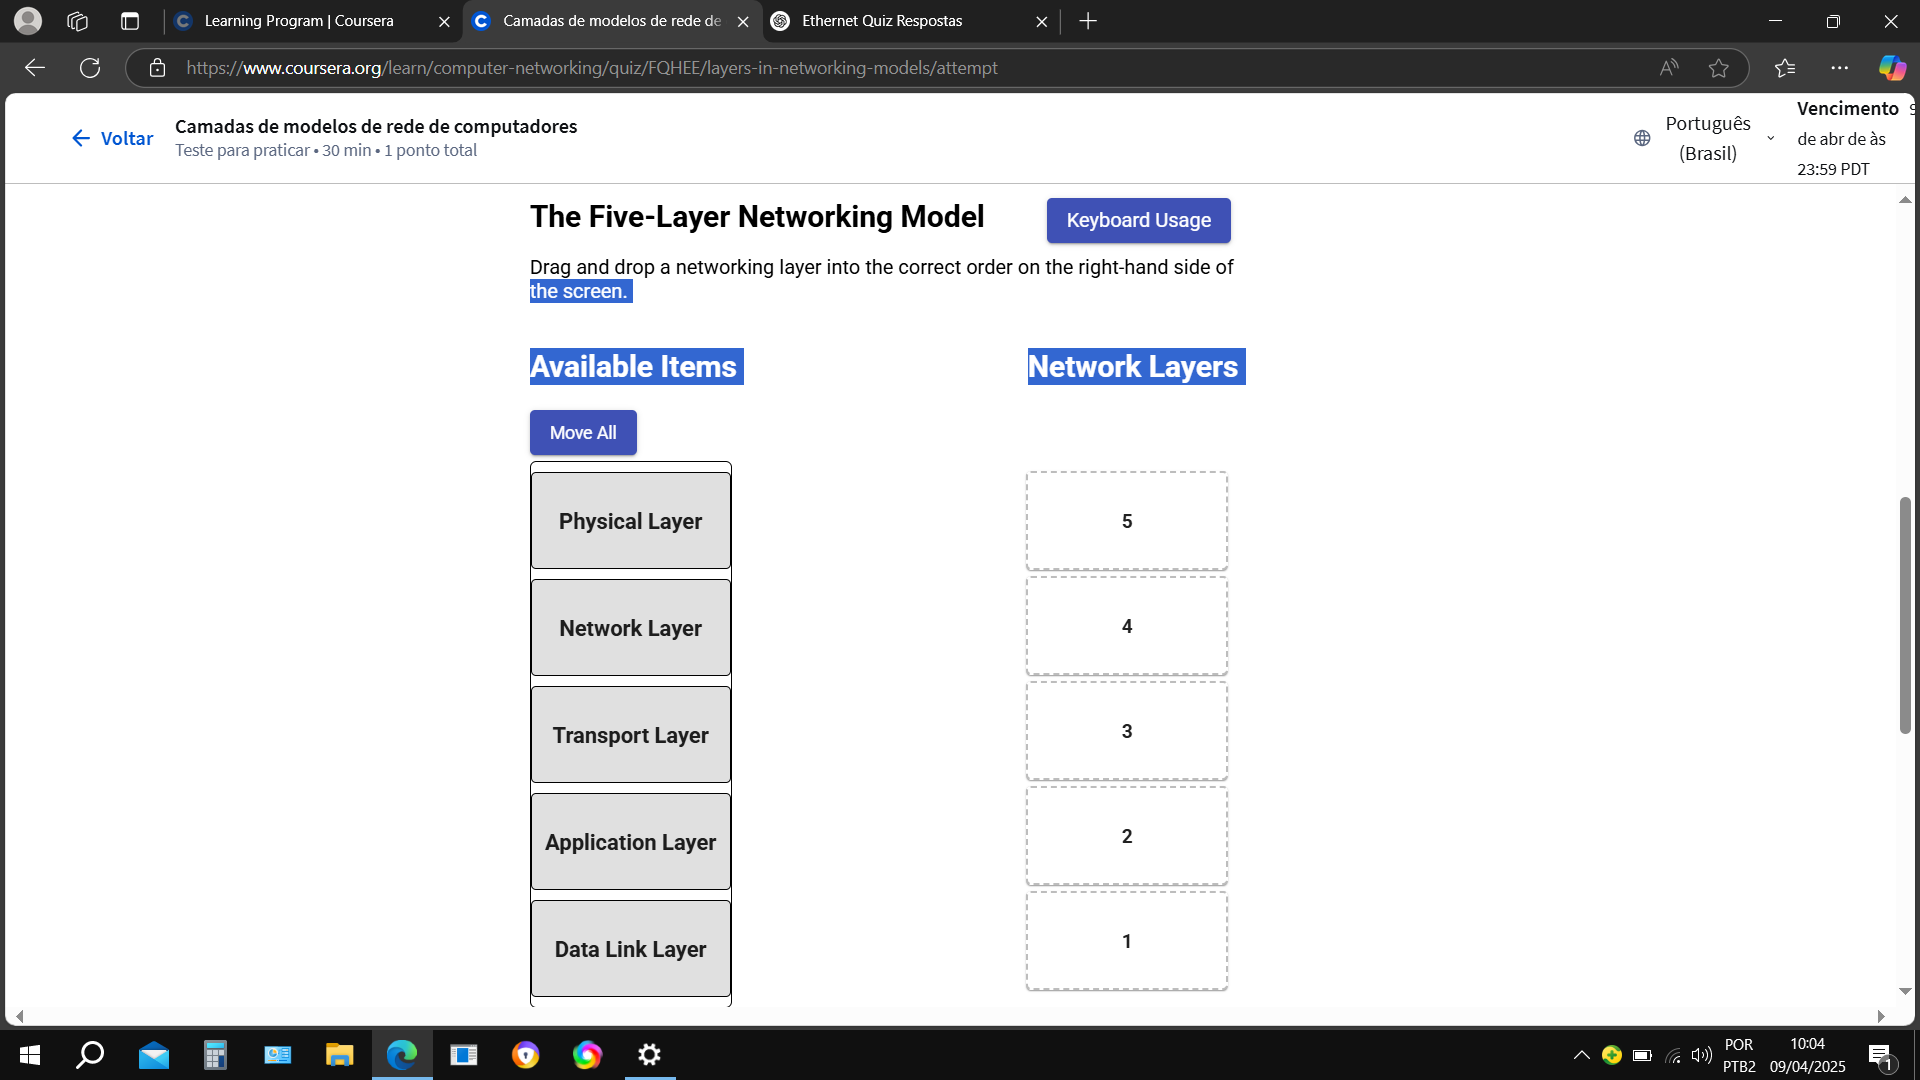 Learning Program | Coursera
Camadas de modelos de rede de
Ethernet Quiz Respostas
https://www.coursera.org/learn/computer-networking/quiz/FQHEE/layers-in-networking-models/attempt
Voltar
Camadas de modelos de rede de computadores
Teste para praticar • 30 min • 1 ponto total
Português
(Brasil)
Vencimento 9
de abr de às
23:59 PDT
The Five-Layer Networking Model
Keyboard Usage
Drag and drop a networking layer into the correct order on the right-hand side of
the screen.
Available Items
Network Layers
Move All
Physical Layer
5
Network Layer
4
Transport Layer
3
Application Layer
2
Data Link Layer
1
POR
PTB2
10:04
09/04/2025
1